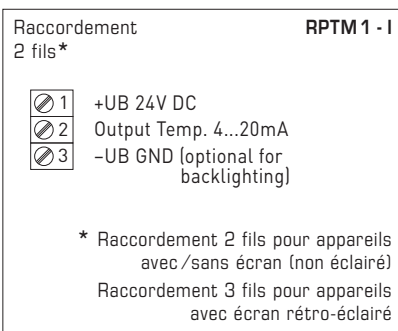 Raccordement RPTM 1 - I
2 fils*
1 +UB 24V DC
2 Output Temp. 4...20mA
3 –UB GND (optional for
backlighting)
* Raccordement 2 fils pour appareils
avec /sans écran (non éclairé)
Raccordement 3 fils pour appareils
avec écran rétro-éclairé